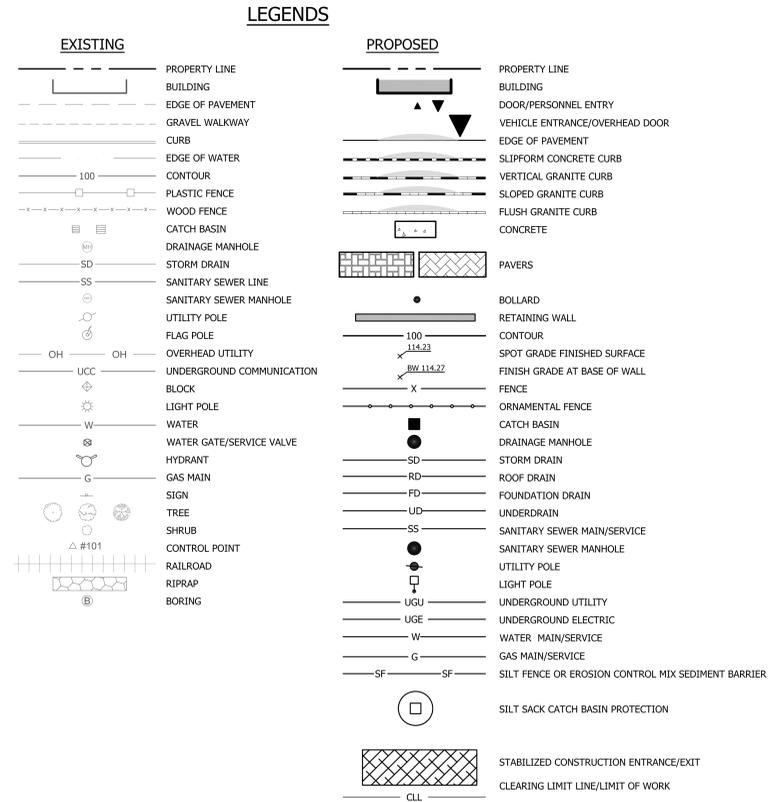 LEGENDS
EXISTING
PROPERTY LINE
BUILDING
EDGE OF PAVEMENT
GRAVEL WALKWAY
CURB
EDGE OF WATER
100 CONTOUR
PLASTIC FENCE
WOOD FENCE
CATCH BASIN
MH DRAINAGE MANHOLE
SD STORM DRAIN
SS SANITARY SEWER LINE
SANITARY SEWER MANHOLE
UTILITY POLE
FLAG POLE
OH OH OVERHEAD UTILITY
UCC UNDERGROUND COMMUNICATION
BLOCK
LIGHT POLE
W WATER
WATER GATE/SERVICE VALVE
HYDRANT
G GAS MAIN
SIGN
TREE
SHRUB
#101 CONTROL POINT
RAILROAD
RIPRAP
B BORING
PROPOSED
PROPERTY LINE
BUILDING
DOOR/PERSONNEL ENTRY
VEHICLE ENTRANCE/OVERHEAD DOOR
EDGE OF PAVEMENT
SLIPFORM CONCRETE CURB
VERTICAL GRANITE CURB
SLOPED GRANITE CURB
FLUSH GRANITE CURB
CONCRETE
PAVERS
BOLLARD
RETAINING WALL
100 CONTOUR
114.23 SPOT GRADE FINISHED SURFACE
BW 114.27 FINISH GRADE AT BASE OF WALL
X FENCE
ORNAMENTAL FENCE
CATCH BASIN
DRAINAGE MANHOLE
SD STORM DRAIN
RD ROOF DRAIN
FD FOUNDATION DRAIN
UD UNDERDRAIN
SS SANITARY SEWER MAIN/SERVICE
SANITARY SEWER MANHOLE
UTILITY POLE
LIGHT POLE
UGU UNDERGROUND UTILITY
UGE UNDERGROUND ELECTRIC
W WATER MAIN/SERVICE
G GAS MAIN/SERVICE
SF SF SILT FENCE OR EROSION CONTROL MIX SEDIMENT BARRIER
SILT SACK CATCH BASIN PROTECTION
STABILIZED CONSTRUCTION ENTRANCE/EXIT
CLEARING LIMIT LINE/LIMIT OF WORK
CLL